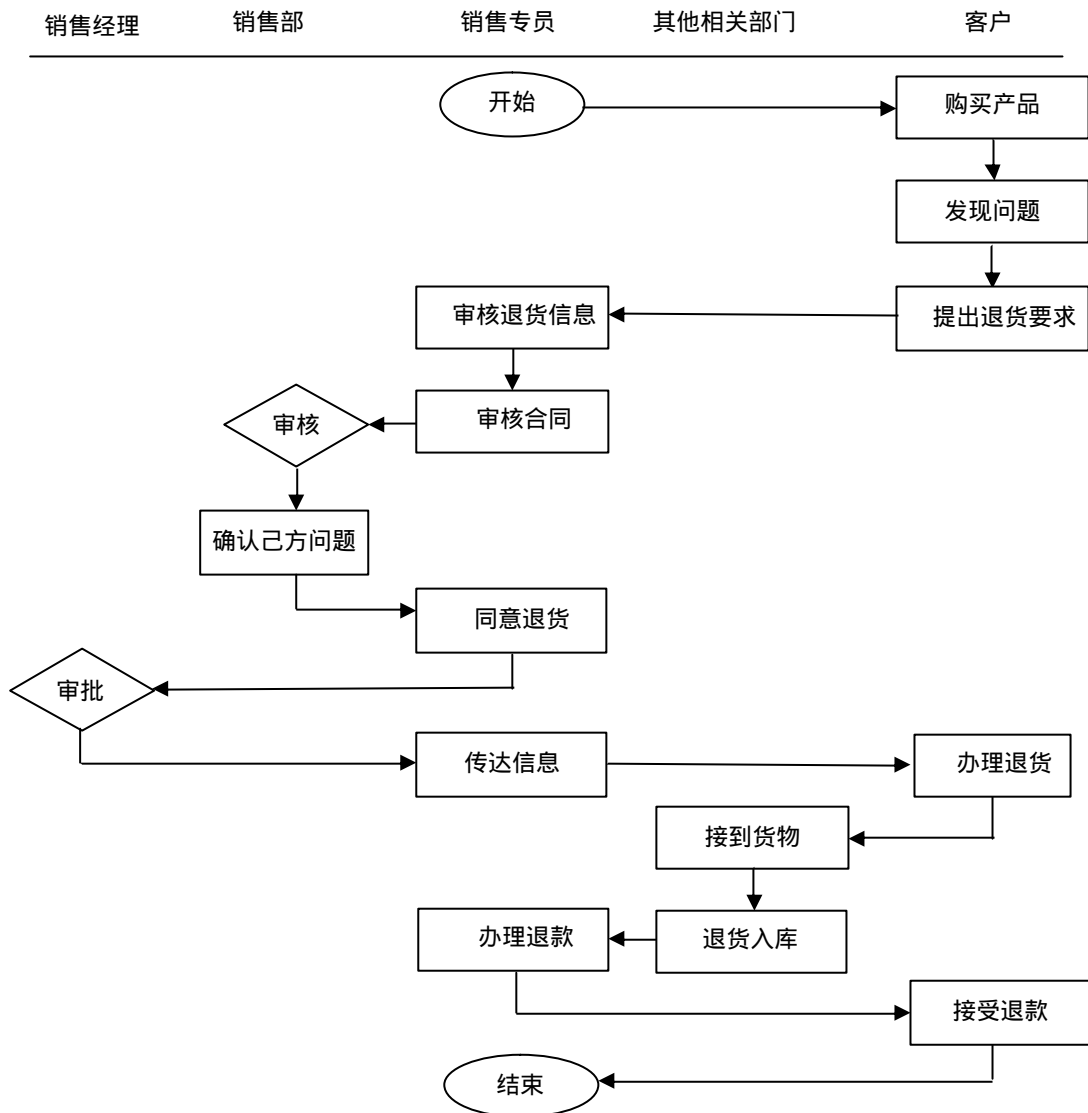 销售经理 销售部 销售专员 其他相关部门 客户
开始
购买产品
发现问题
审核退货信息
提出退货要求
审核
审核合同
确认己方问题
同意退货
审批
传达信息
办理退货
接到货物
办理退款
退货入库
接受退款
结束